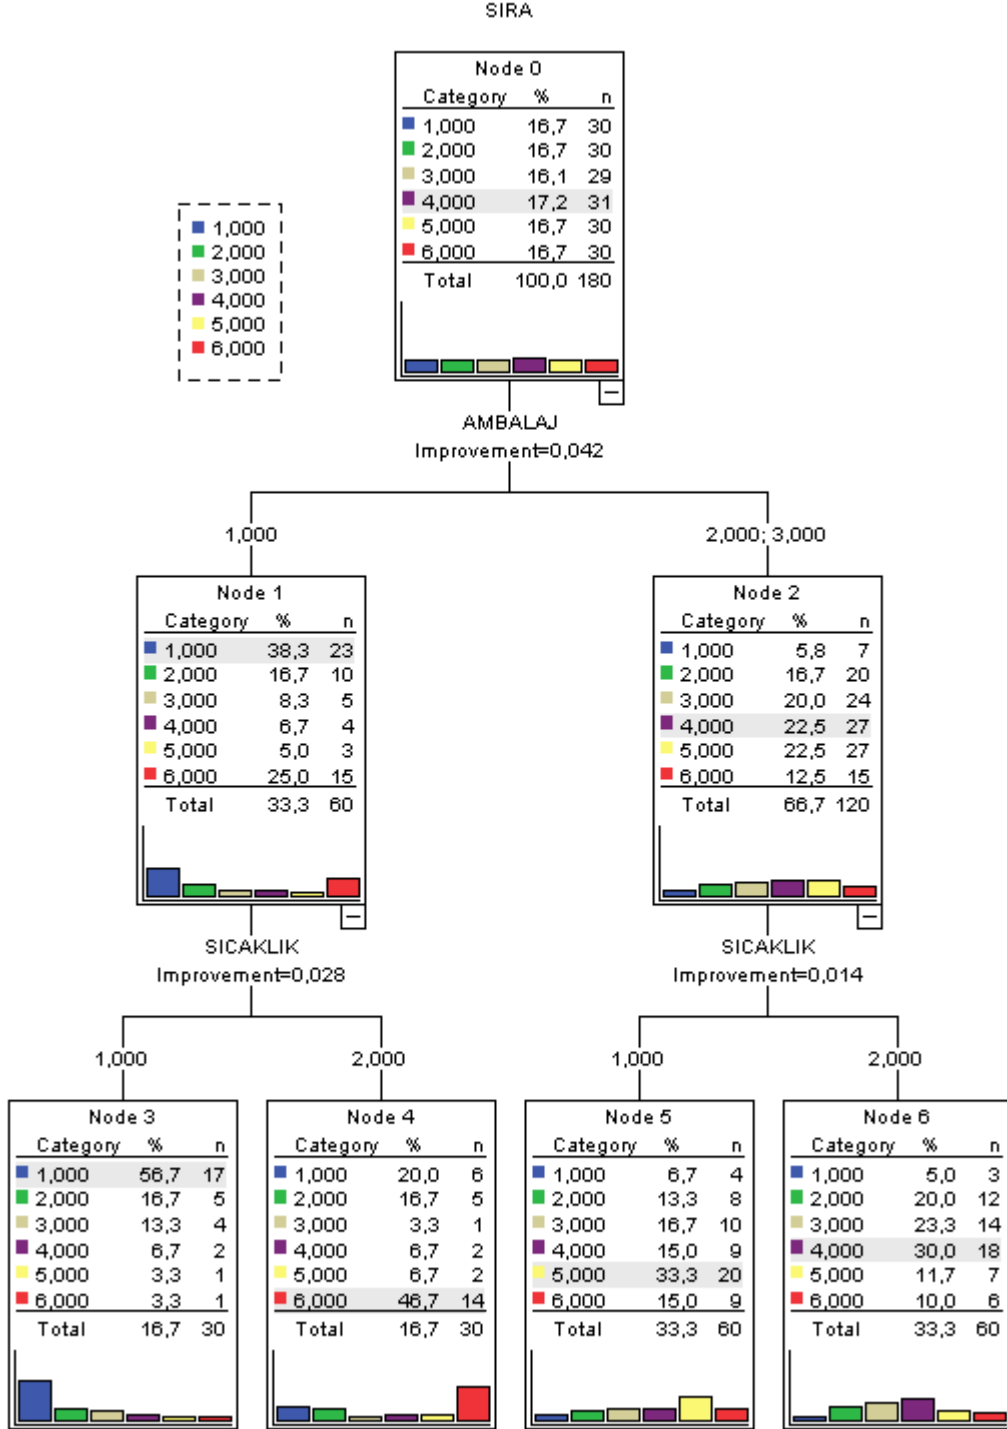 SIRA
Node 0
Category % n
1,000 16,7 30
2,000 16,7 30
3,000 16,1 29
4,000 17,2 31
5,000 16,7 30
6,000 16,7 30
Total 100,0 180
1,000
2,000
3,000
4,000
5,000
6,000
AMBALAJ
Improvement=0,042
1,000
2,000; 3,000
Node 1
Category % n
1,000 38,3 23
2,000 16,7 10
3,000 8,3 5
4,000 6,7 4
5,000 5,0 3
6,000 25,0 15
Total 33,3 60
Node 2
Category % n
1,000 5,8 7
2,000 16,7 20
3,000 20,0 24
4,000 22,5 27
5,000 22,5 27
6,000 12,5 15
Total 66,7 120
SICAKLIK
Improvement=0,028
SICAKLIK
Improvement=0,014
1,000
2,000
1,000
2,000
Node 3
Category % n
1,000 56,7 17
2,000 16,7 5
3,000 13,3 4
4,000 6,7 2
5,000 3,3 1
6,000 3,3 1
Total 16,7 30
Node 4
Category % n
1,000 20,0 6
2,000 16,7 5
3,000 3,3 1
4,000 6,7 2
5,000 6,7 2
6,000 46,7 14
Total 16,7 30
Node 5
Category % n
1,000 6,7 4
2,000 13,3 8
3,000 16,7 10
4,000 15,0 9
5,000 33,3 20
6,000 15,0 9
Total 33,3 60
Node 6
Category % n
1,000 5,0 3
2,000 20,0 12
3,000 23,3 14
4,000 30,0 18
5,000 11,7 7
6,000 10,0 6
Total 33,3 60